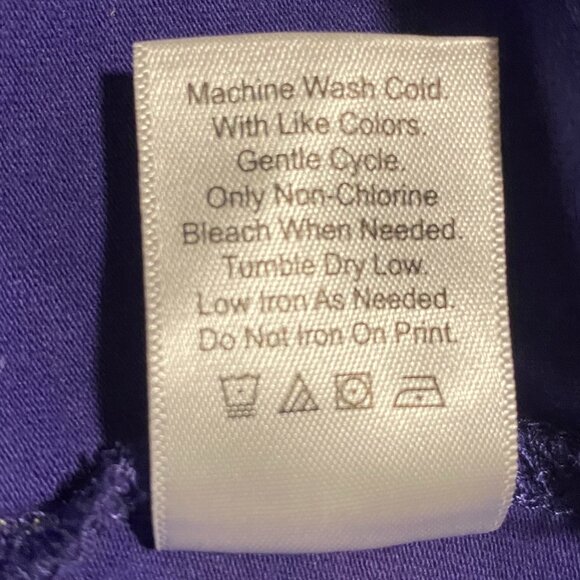 Machine Wash Cold.
With Like Colors.
Gentle Cycle.
Only Non-Chlorine
Bleach When Needed.
Tumble Dry Low.
Low Iron As Needed.
Do Not Iron On Print.